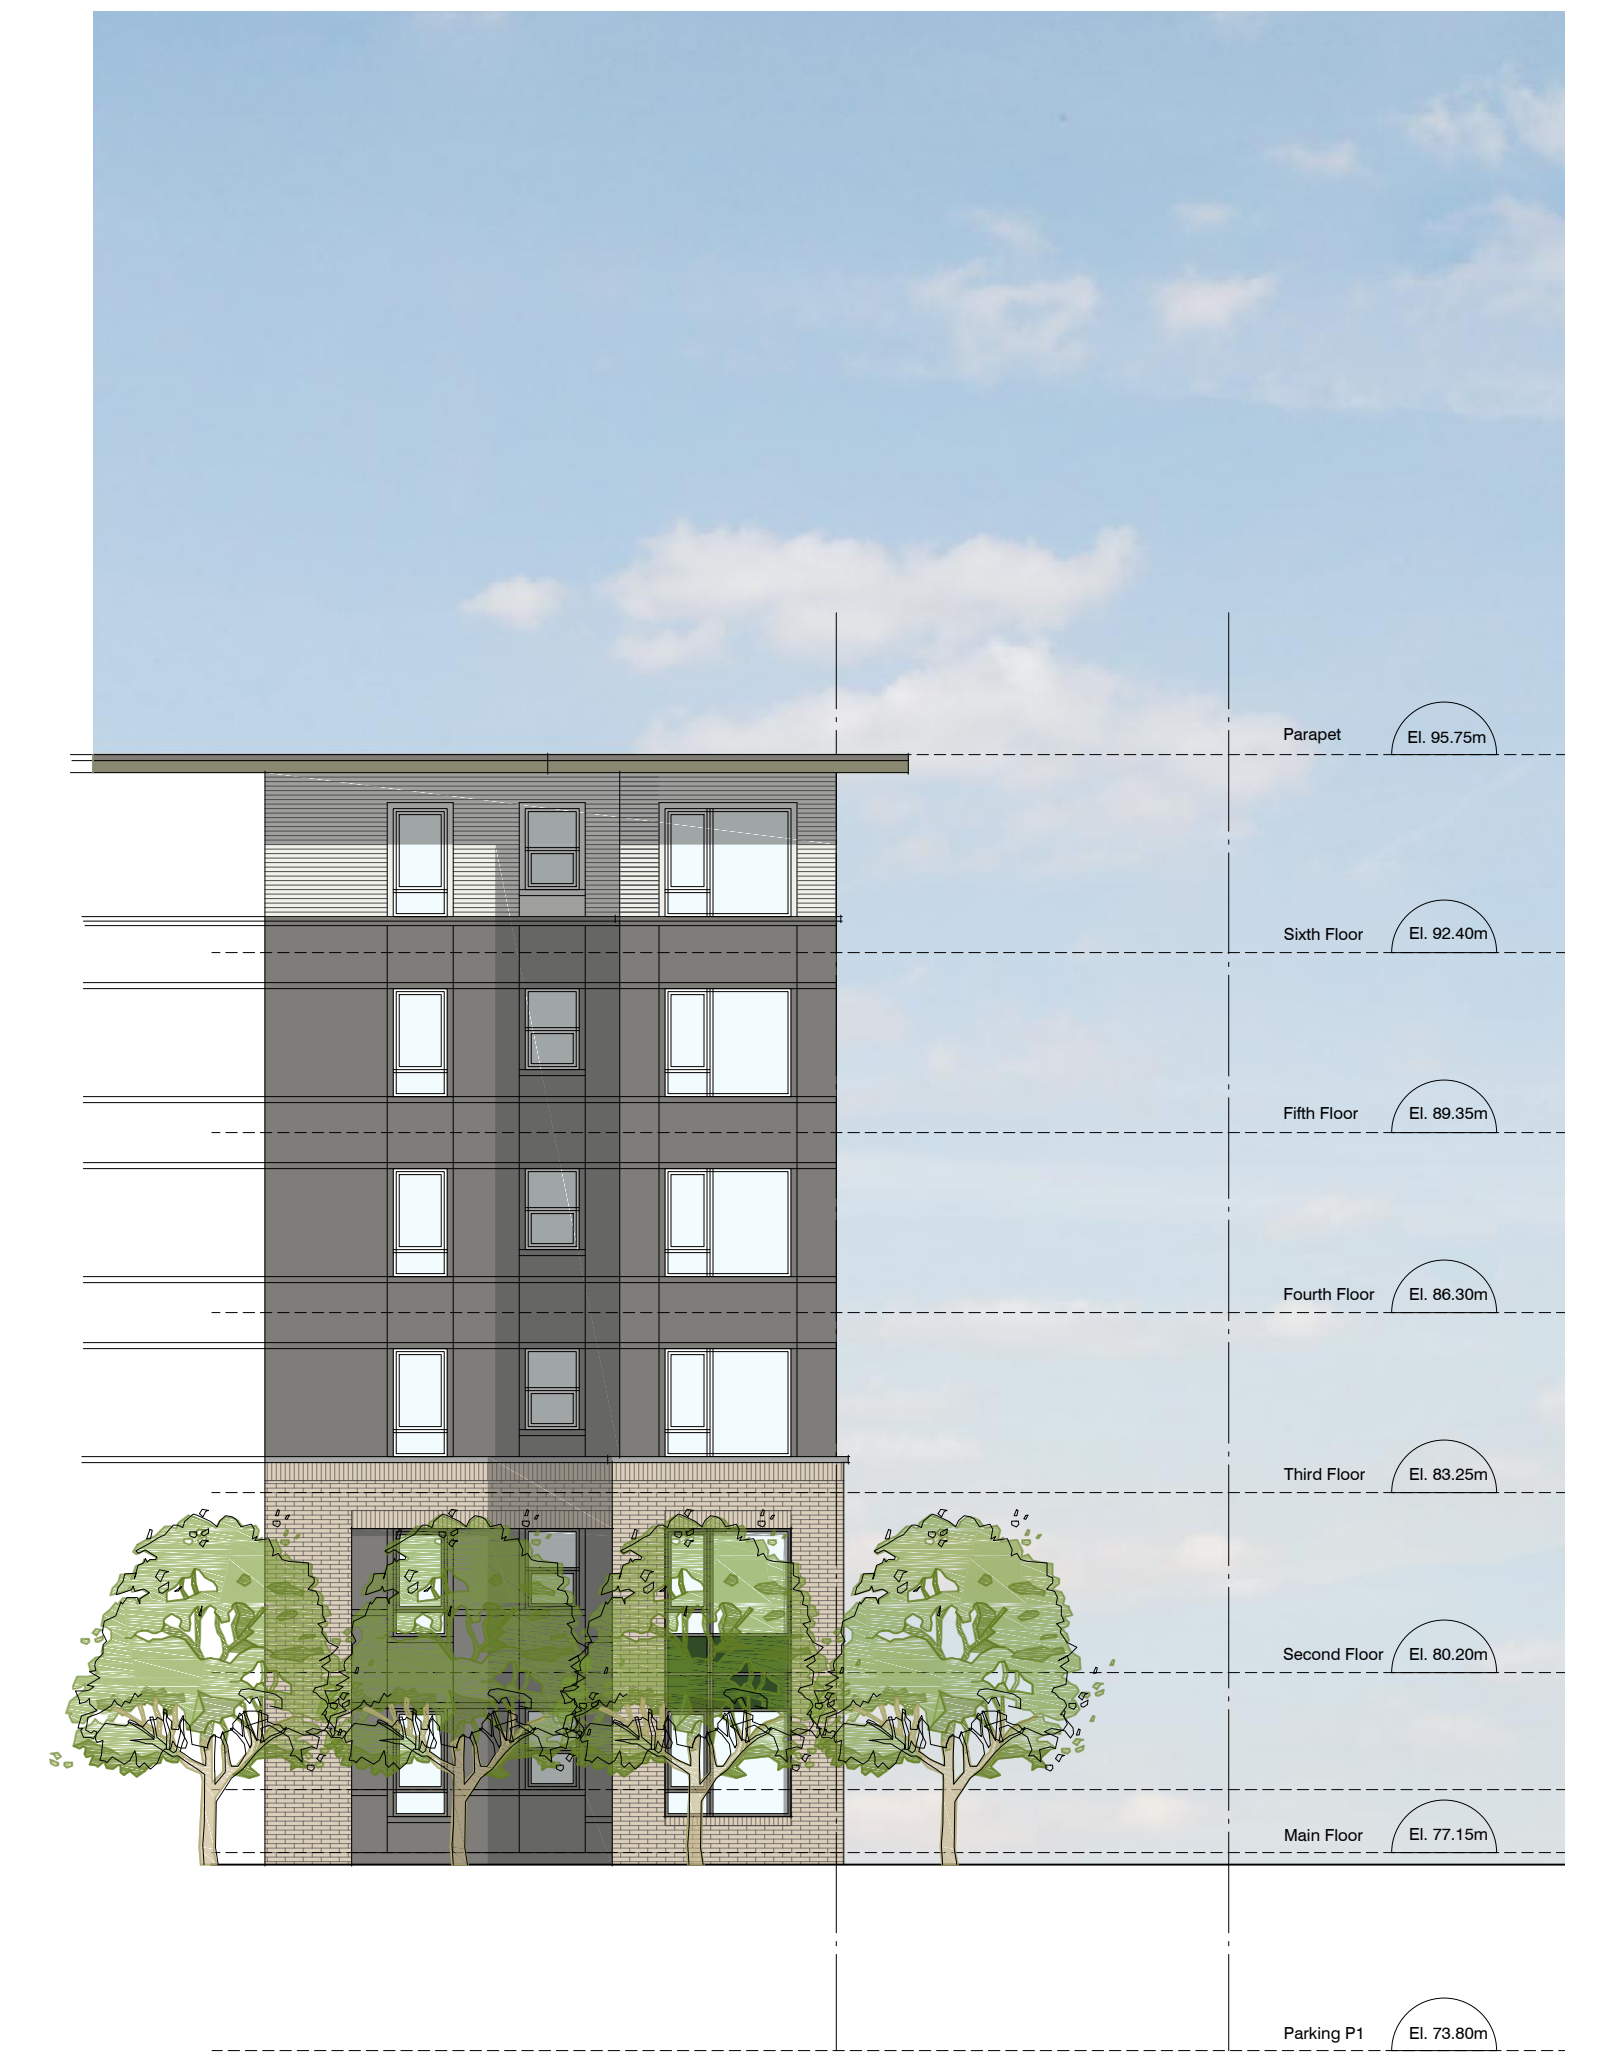 Parapet El. 95.75m
Sixth Floor El. 92.40m
Fifth Floor El. 89.35m
Fourth Floor El. 86.30m
Third Floor El. 83.25m
Second Floor El. 80.20m
Main Floor El. 77.15m
Parking P1 El. 73.80m